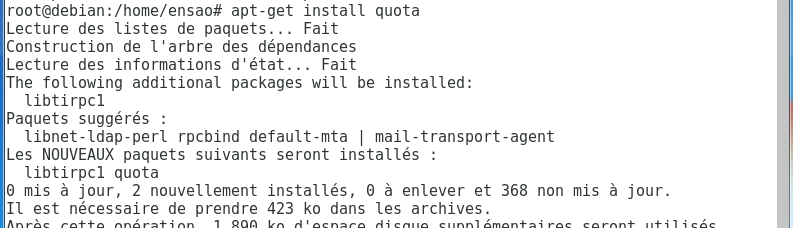 root@debian:/home/ensao# apt-get install quota
Lecture des listes de paquets... Fait
Construction de l'arbre des dépendances
Lecture des informations d'état... Fait
The following additional packages will be installed:
  libtirpc1
Paquets suggérés :
  libnet-ldap-perl rpcbind default-mta | mail-transport-agent
Les NOUVEAUX paquets suivants seront installés :
  libtirpc1 quota
0 mis à jour, 2 nouvellement installés, 0 à enlever et 368 non mis à jour.
Il est nécessaire de prendre 423 ko dans les archives.
Après cette opération, 1 890 ko d'espace disque supplémentaires seront utilisés